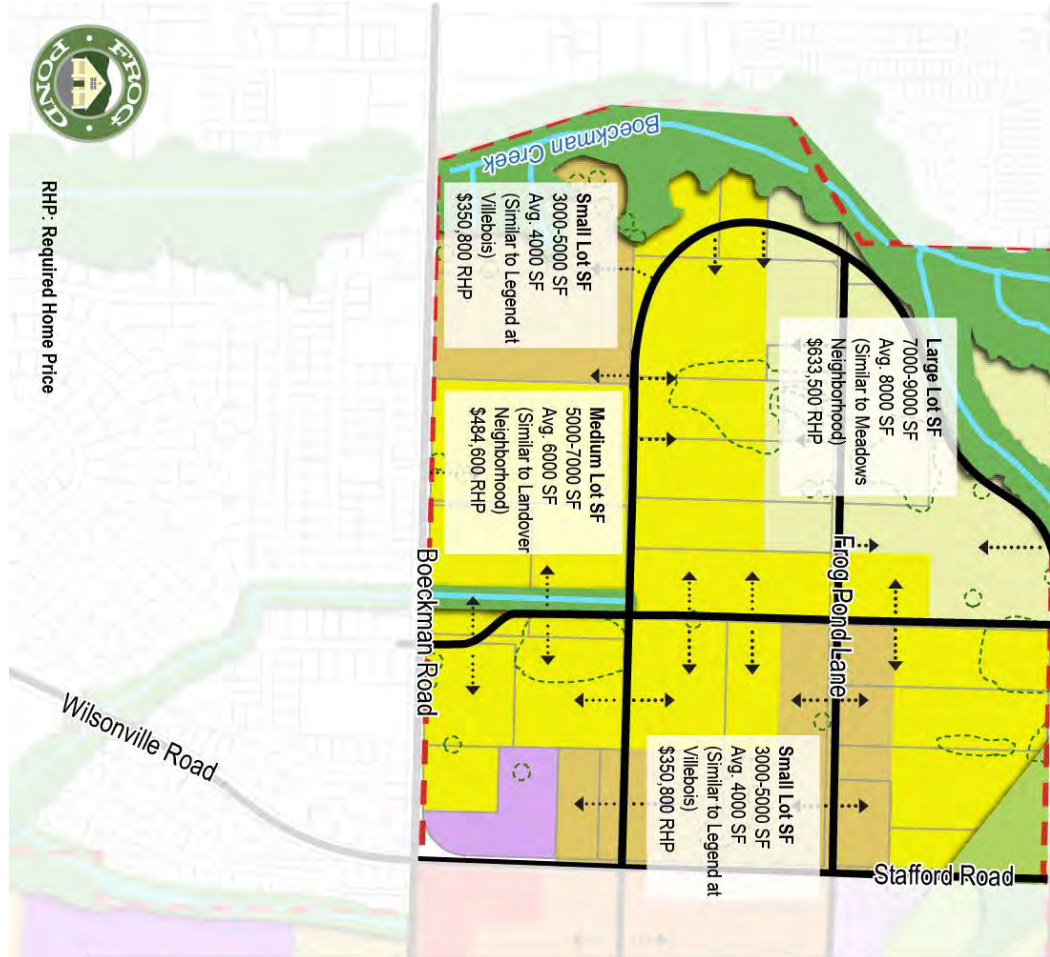 FROG • POND •
RHP: Required Home Price
Boeckman Creek
Small Lot SF
3000-5000 SF
Avg. 4000 SF
(Similar to Legend at
Villebois)
$350,800 RHP
Large Lot SF
7000-9000 SF
Avg. 8000 SF
(Similar to Meadows
Neighborhood)
$633,500 RHP
Medium Lot SF
5000-7000 SF
Avg. 6000 SF
(Similar to Landover
Neighborhood)
$484,600 RHP
Frog Pond Lane
Boeckman Road
Wilsonville Road
Small Lot SF
3000-5000 SF
Avg. 4000 SF
(Similar to Legend at
Villebois)
$350,800 RHP
Stafford Road